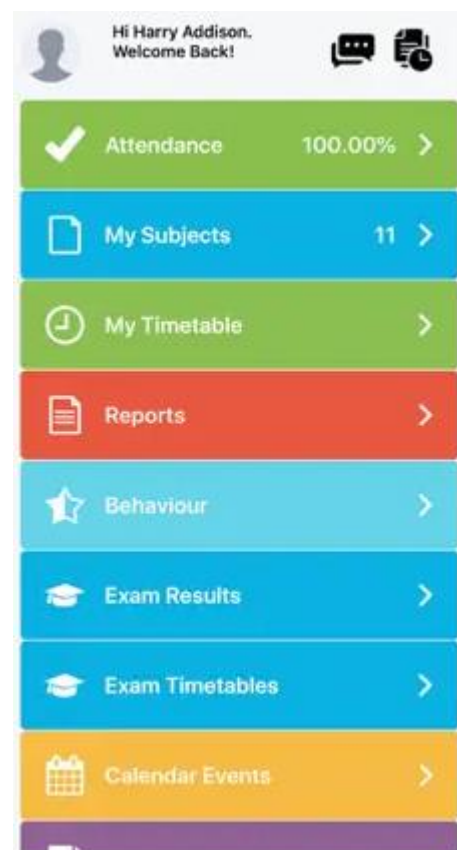 Hi Harry Addison.
Welcome Back!
Attendance 100.00%
My Subjects 11
My Timetable
Reports
Behaviour
Exam Results
Exam Timetables
Calendar Events